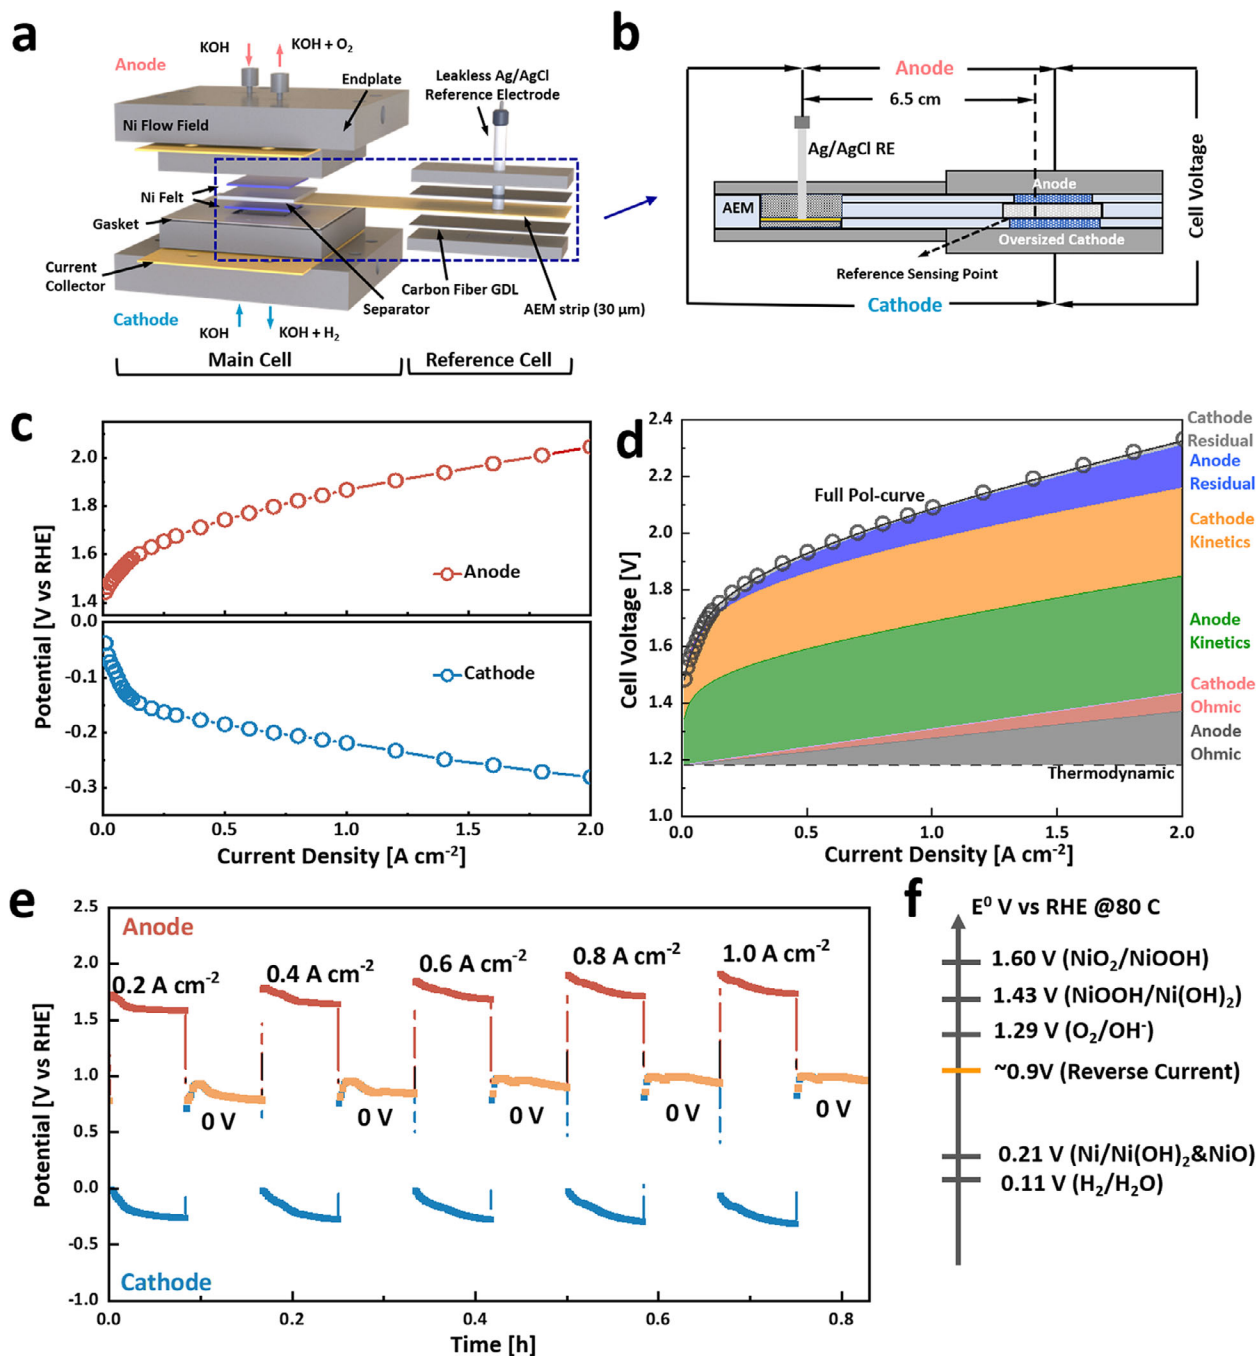 a
KOH
KOH + O2
Anode
Endplate
Leakless Ag/AgCl
Reference Electrode
Ni Flow Field
Ni Felt
Gasket
Current
Collector
Separator
Carbon Fiber GDL
AEM strip (30 μm)
Cathode
KOH
KOH + H2
Main Cell
Reference Cell
b
Anode
6.5 cm
Ag/AgCl RE
Anode
AEM
Oversized Cathode
Reference Sensing Point
Cathode
Cell Voltage
c
Potential [V vs RHE]
2.0
1.8
1.6
1.4
Anode
0.0
-0.1
-0.2
-0.3
Cathode
0.0
0.5
1.0
1.5
2.0
Current Density [A cm-2]
d
Cell Voltage [V]
2.4
2.2
2.0
1.8
1.6
1.4
1.2
1.0
Full Pol-curve
Thermodynamic
Cathode
Residual
Anode
Residual
Cathode
Kinetics
Anode
Kinetics
Cathode
Ohmic
Anode
Ohmic
0.0
0.5
1.0
1.5
2.0
Current Density [A cm-2]
e
Potential [V vs RHE]
2.5
2.0
1.5
1.0
0.5
0.0
-0.5
-1.0
Anode
0.2 A cm-2
0.4 A cm-2
0.6 A cm-2
0.8 A cm-2
1.0 A cm-2
0 V
0 V
0 V
0 V
0 V
Cathode
0.0
0.2
0.4
0.6
0.8
Time [h]
f
E0 V vs RHE @80 C
1.60 V (NiO2/NiOOH)
1.43 V (NiOOH/Ni(OH)2)
1.29 V (O2/OH-)
~0.9V (Reverse Current)
0.21 V (Ni/Ni(OH)2&NiO)
0.11 V (H2/H2O)